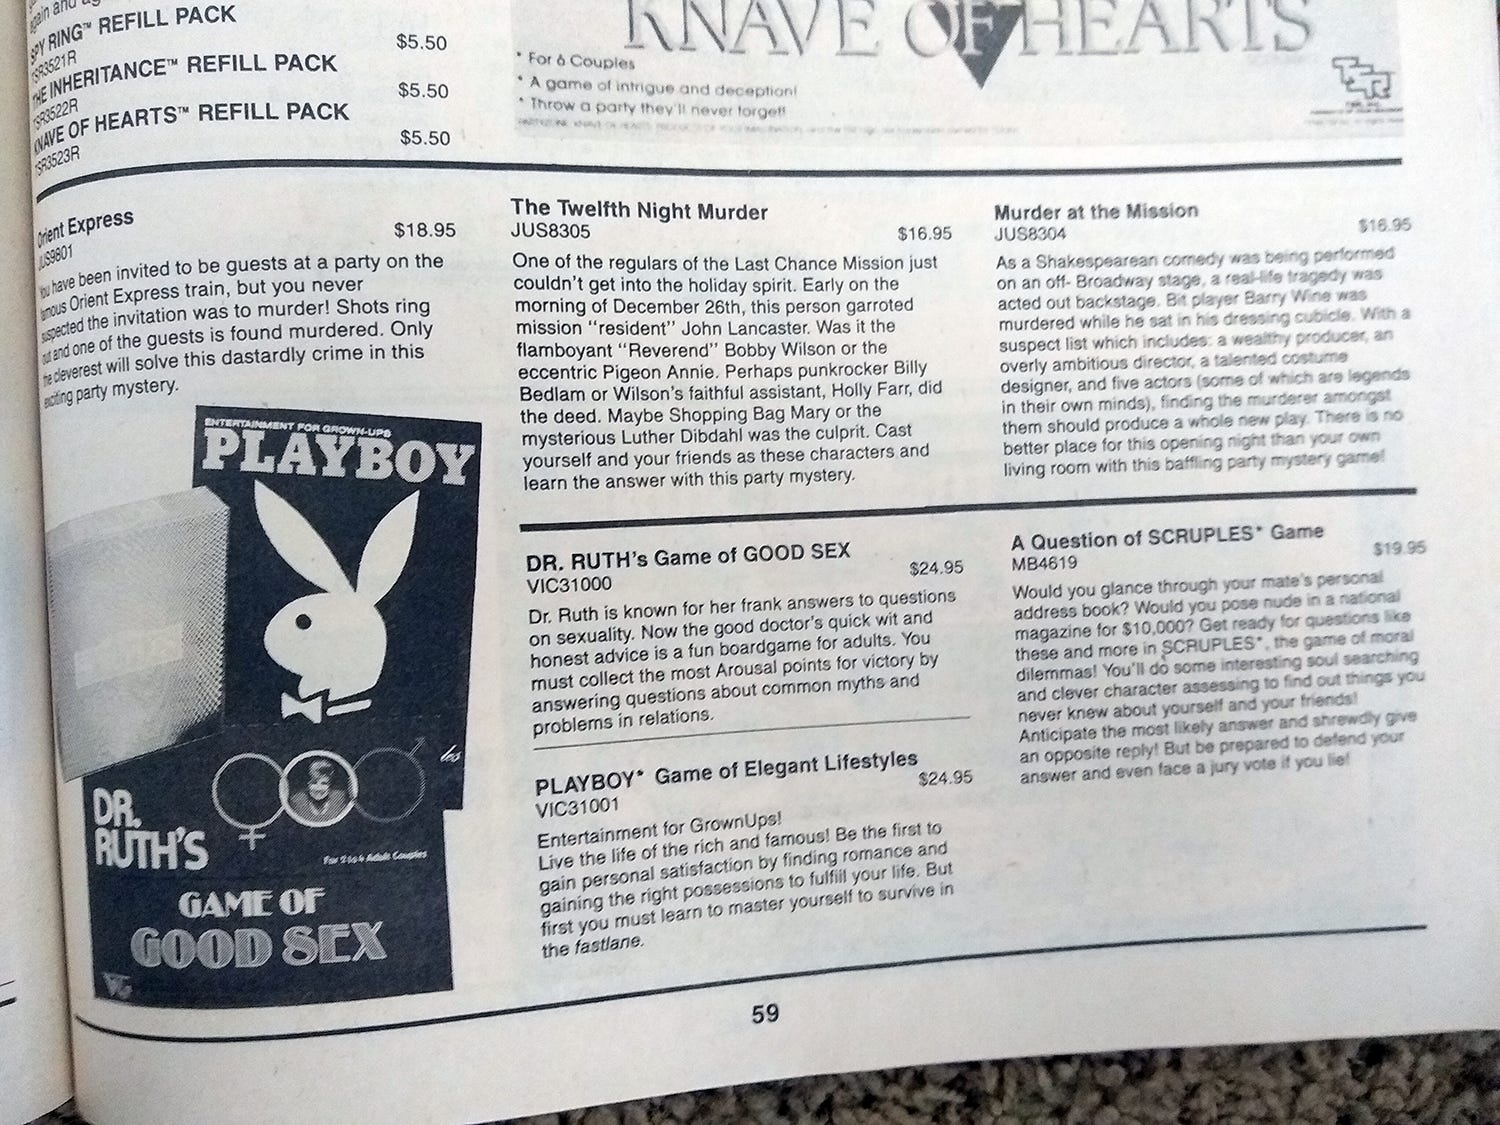 again and ag
SPY RING™ REFILL PACK
TSR3521R $5.50
THE INHERITANCE™ REFILL PACK
TSR3522R $5.50
KNAVE OF HEARTS™ REFILL PACK
TSR3523R $5.50
KNAVE OF HEARTS
* For 6 Couples
* A game of intrigue and deception!
* Throw a party they'll never forget!
TSR
Orient Express
JUS9801 $18.95
You have been invited to be guests at a party on the
famous Orient Express train, but you never
suspected the invitation was to murder! Shots ring
out and one of the guests is found murdered. Only
the cleverest will solve this dastardly crime in this
exciting party mystery.
ENTERTAINMENT FOR GROWN-UPS
PLAYBOY
DR.
RUTH'S
For 2 to 4 Adult Couples
GAME OF
GOOD SEX
VG
The Twelfth Night Murder
JUS8305 $16.95
One of the regulars of the Last Chance Mission just
couldn't get into the holiday spirit. Early on the
morning of December 26th, this person garroted
mission "resident" John Lancaster. Was it the
flamboyant "Reverend" Bobby Wilson or the
eccentric Pigeon Annie. Perhaps punkrocker Billy
Bedlam or Wilson's faithful assistant, Holly Farr, did
the deed. Maybe Shopping Bag Mary or the
mysterious Luther Dibdahl was the culprit. Cast
yourself and your friends as these characters and
learn the answer with this party mystery.
Murder at the Mission
JUS8304 $16.95
As a Shakespearean comedy was being performed
on an off- Broadway stage, a real-life tragedy was
acted out backstage. Bit player Barry Wine was
murdered while he sat in his dressing cubicle. With a
suspect list which includes: a wealthy producer, an
overly ambitious director, a talented costume
designer, and five actors (some of which are legends
in their own minds), finding the murderer amongst
them should produce a whole new play. There is no
better place for this opening night than your own
living room with this baffling party mystery game!
DR. RUTH's Game of GOOD SEX
VIC31000 $24.95
Dr. Ruth is known for her frank answers to questions
on sexuality. Now the good doctor's quick wit and
honest advice is a fun boardgame for adults. You
must collect the most Arousal points for victory by
answering questions about common myths and
problems in relations.
PLAYBOY* Game of Elegant Lifestyles
VIC31001 $24.95
Entertainment for GrownUps!
Live the life of the rich and famous! Be the first to
gain personal satisfaction by finding romance and
gaining the right possessions to fulfill your life. But
first you must learn to master yourself to survive in
the fastlane.
A Question of SCRUPLES* Game
MB4619 $19.95
Would you glance through your mate's personal
address book? Would you pose nude in a national
magazine for $10,000? Get ready for questions like
these and more in SCRUPLES*, the game of moral
dilemmas! You'll do some interesting soul searching
and clever character assessing to find out things you
never knew about yourself and your friends!
Anticipate the most likely answer and shrewdly give
an opposite reply! But be prepared to defend your
answer and even face a jury vote if you lie!
59